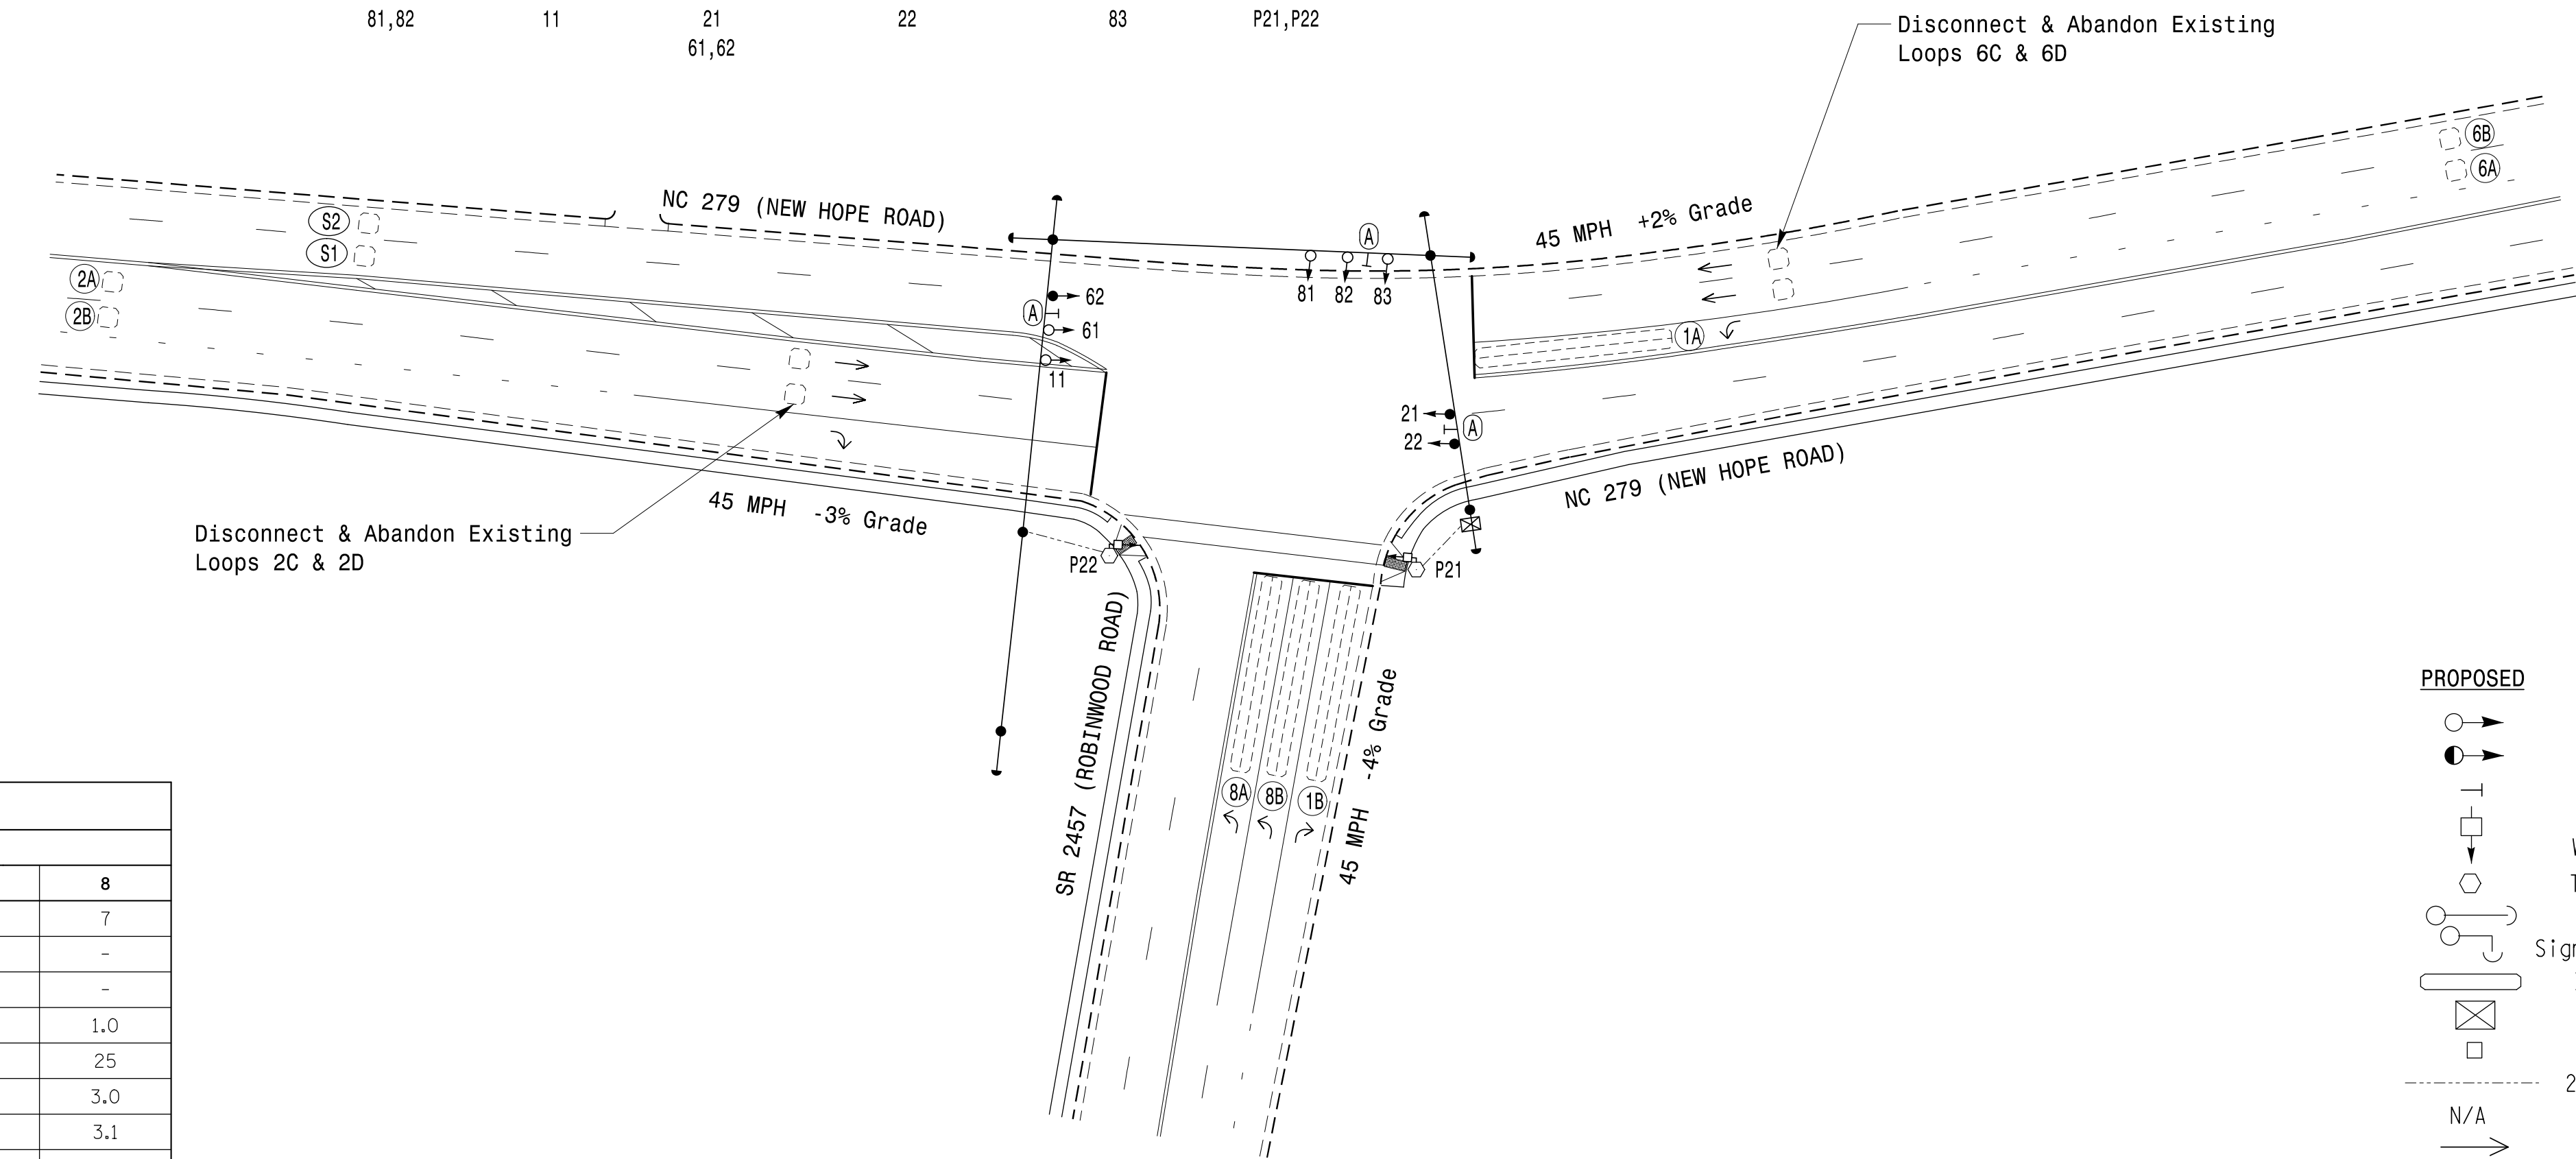 81,82 11 21 22 83 P21,P22
61,62
Disconnect & Abandon Existing
Loops 6C & 6D
6B
6A
NC 279 (NEW HOPE ROAD)
45 MPH +2% Grade
S2
S1
2A
2B
A
81 82 83
62
A
61
11
1A
21
A
22
NC 279 (NEW HOPE ROAD)
45 MPH -3% Grade
Disconnect & Abandon Existing
Loops 2C & 2D
P22
P21
SR 2457 (ROBINWOOD ROAD)
45 MPH -4% Grade
8A 8B 1B
PROPOSED
Sign
2
N/A
8
7
-
-
1.0
25
3.0
3.1